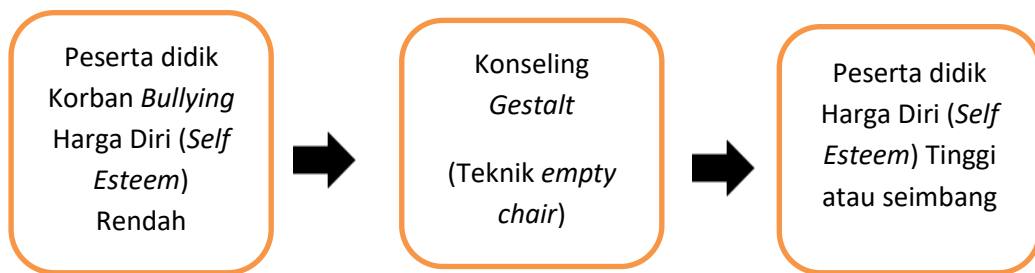 Peserta didik
Korban Bullying
Harga Diri (Self
Esteem)
Rendah
Konseling
Gestalt
(Teknik empty
chair)
Peserta didik
Harga Diri (Self
Esteem) Tinggi
atau seimbang